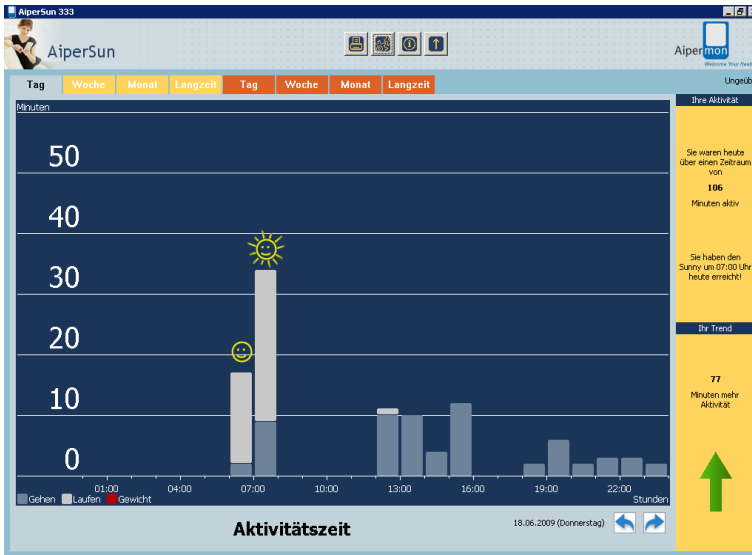 AiperSun 333
AiperSun
Aipermon
Welcome Your Heal
Tag Woche Monat Langzeit Tag Woche Monat Langzeit
Ungeüb
Minuten
50
40
30
20
10
0
01:00 04:00 07:00 10:00 13:00 16:00 19:00 22:00
Gehen Laufen Gewicht
Stunden
Aktivitätszeit
18.06.2009 (Donnerstag)
Ihre Aktivität
Sie waren heute
über einen Zeitraum
von
106
Minuten aktiv
Sie haben den
Sunny um 07:00 Uhr
heute erreicht!
Ihr Trend
77
Minuten mehr
Aktivität